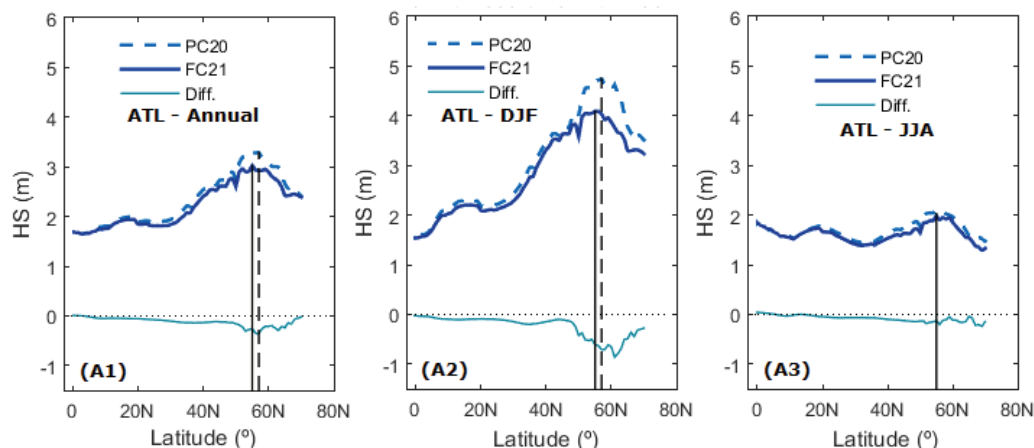 6
5
4
3
2
1
0
-1
HS (m)
PC20
FC21
Diff.
ATL - Annual
(A1)
0 20N 40N 60N 80N
Latitude (º)
6
5
4
3
2
1
0
-1
HS (m)
PC20
FC21
Diff.
ATL - DJF
(A2)
0 20N 40N 60N 80N
Latitude (º)
6
5
4
3
2
1
0
-1
HS (m)
PC20
FC21
Diff.
ATL - JJA
(A3)
0 20N 40N 60N 80N
Latitude (º)